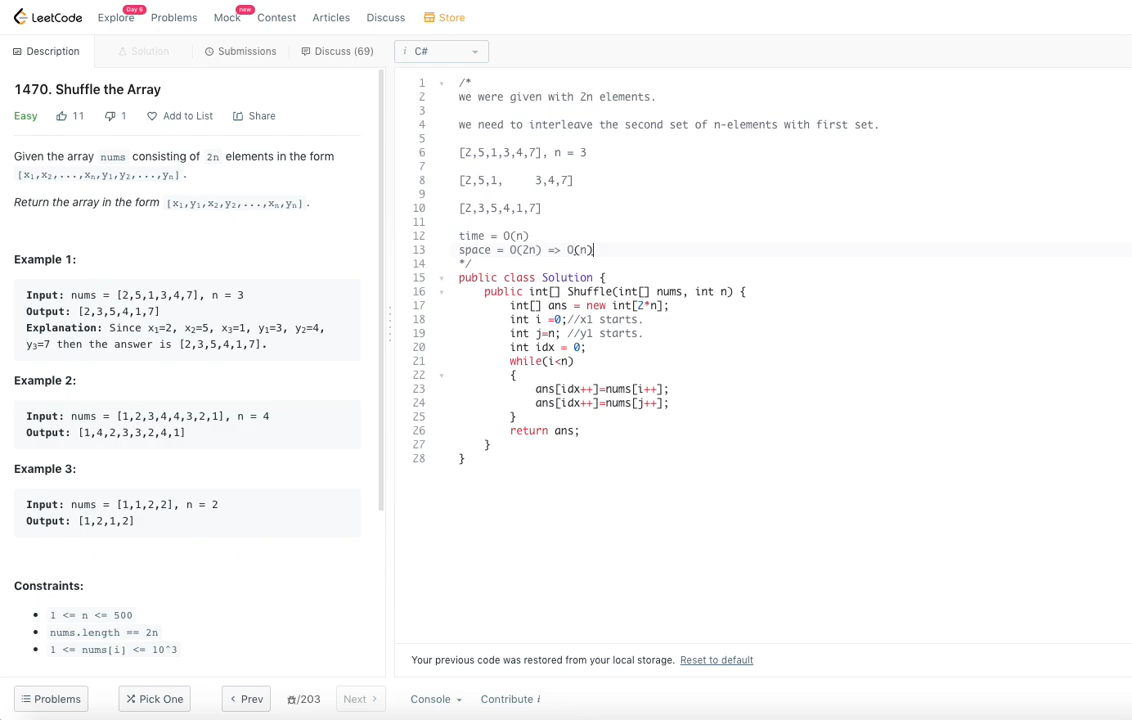 LeetCode Explore Day 6 Problems Mock new Contest Articles Discuss Store
Description Solution Submissions Discuss (69) i C#
1470. Shuffle the Array
Easy 11 1 Add to List Share
Given the array nums consisting of 2n elements in the form
[x₁,x₂,...,xₙ,y₁,y₂,...,yₙ].
Return the array in the form [x₁,y₁,x₂,y₂,...,xₙ,yₙ].
Example 1:
Input: nums = [2,5,1,3,4,7], n = 3
Output: [2,3,5,4,1,7]
Explanation: Since x₁=2, x₂=5, x₃=1, y₁=3, y₂=4,
y₃=7 then the answer is [2,3,5,4,1,7].
Example 2:
Input: nums = [1,2,3,4,4,3,2,1], n = 4
Output: [1,4,2,3,3,2,4,1]
Example 3:
Input: nums = [1,1,2,2], n = 2
Output: [1,2,1,2]
Constraints:
• 1 <= n <= 500
• nums.length == 2n
• 1 <= nums[i] <= 10^3
Problems Pick One Prev /203 Next
1 /*
2 we were given with 2n elements.
3
4 we need to interleave the second set of n-elements with first set.
5
6 [2,5,1,3,4,7], n = 3
7
8 [2,5,1,     3,4,7]
9
10 [2,3,5,4,1,7]
11
12 time = O(n)
13 space = O(2n) => O(n)
14 */
15 public class Solution {
16     public int[] Shuffle(int[] nums, int n) {
17         int[] ans = new int[2*n];
18         int i =0;//x1 starts.
19         int j=n; //y1 starts.
20         int idx = 0;
21         while(i<n)
22         {
23             ans[idx++]=nums[i++];
24             ans[idx++]=nums[j++];
25         }
26         return ans;
27     }
28 }
Your previous code was restored from your local storage. Reset to default
Console Contribute i